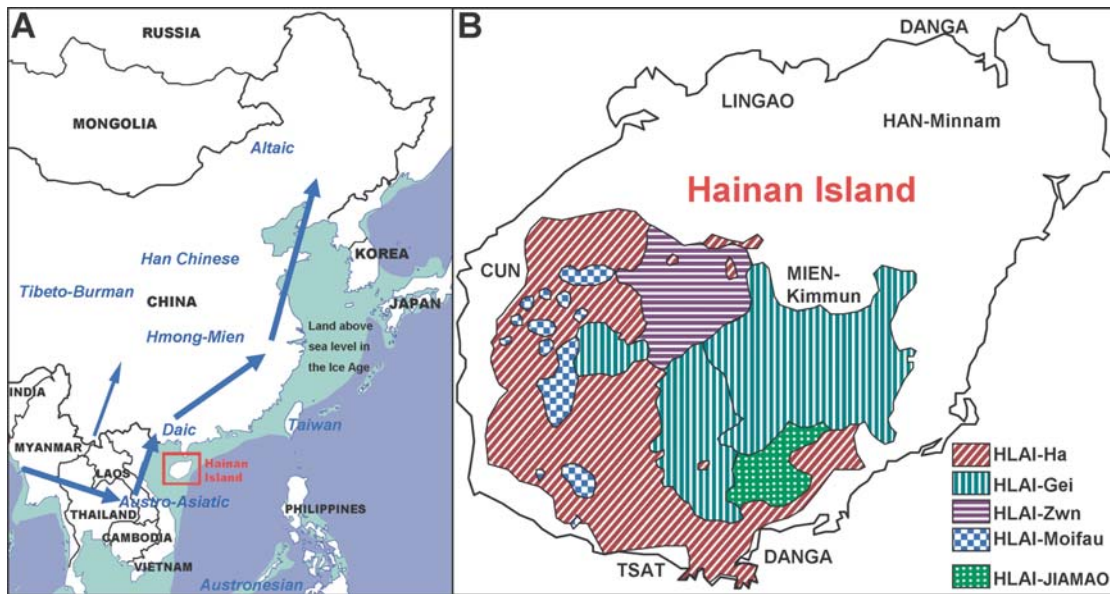 A
RUSSIA
MONGOLIA
Altaic
Han Chinese
KOREA
Tibeto-Burman
CHINA
JAPAN
Hmong-Mien
Land above
sea level in
the Ice Age
INDIA
Daic
Taiwan
MYANMAR
LAOS
Hainan
Island
Austro-Asiatic
THAILAND
PHILIPPINES
CAMBODIA
VIETNAM
Austronesian
B
DANGA
LINGAO
HAN-Minnam
Hainan Island
CUN
MIEN-
Kimmun
HLAI-Ha
HLAI-Gei
HLAI-Zwn
HLAI-Moifau
HLAI-JIAMAO
DANGA
TSAT